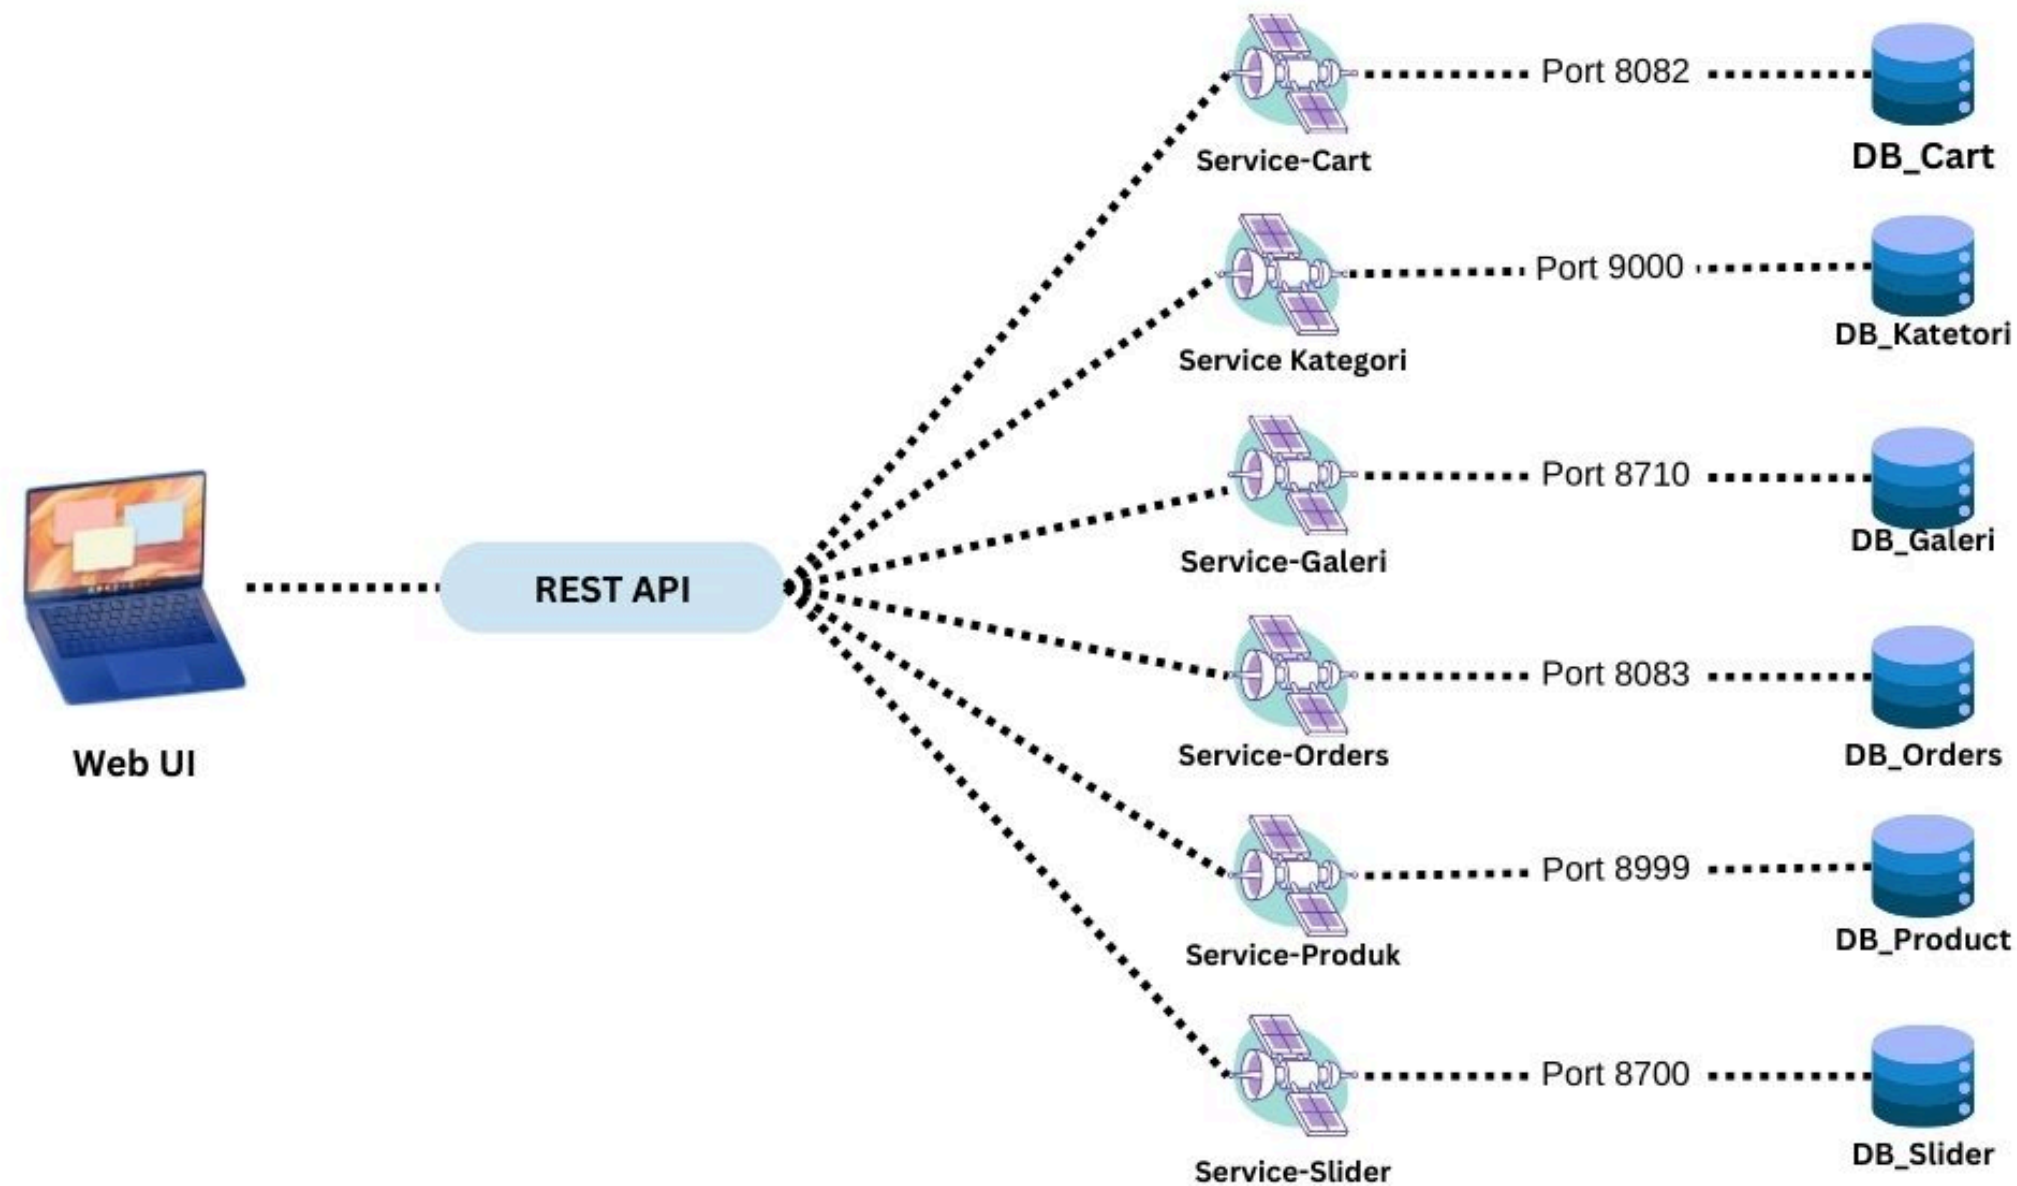 Service-Cart
Port 8082
DB_Cart
Service Kategori
Port 9000
DB_Katetori
Service-Galeri
Port 8710
DB_Galeri
Web UI
REST API
Service-Orders
Port 8083
DB_Orders
Service-Produk
Port 8999
DB_Product
Service-Slider
Port 8700
DB_Slider